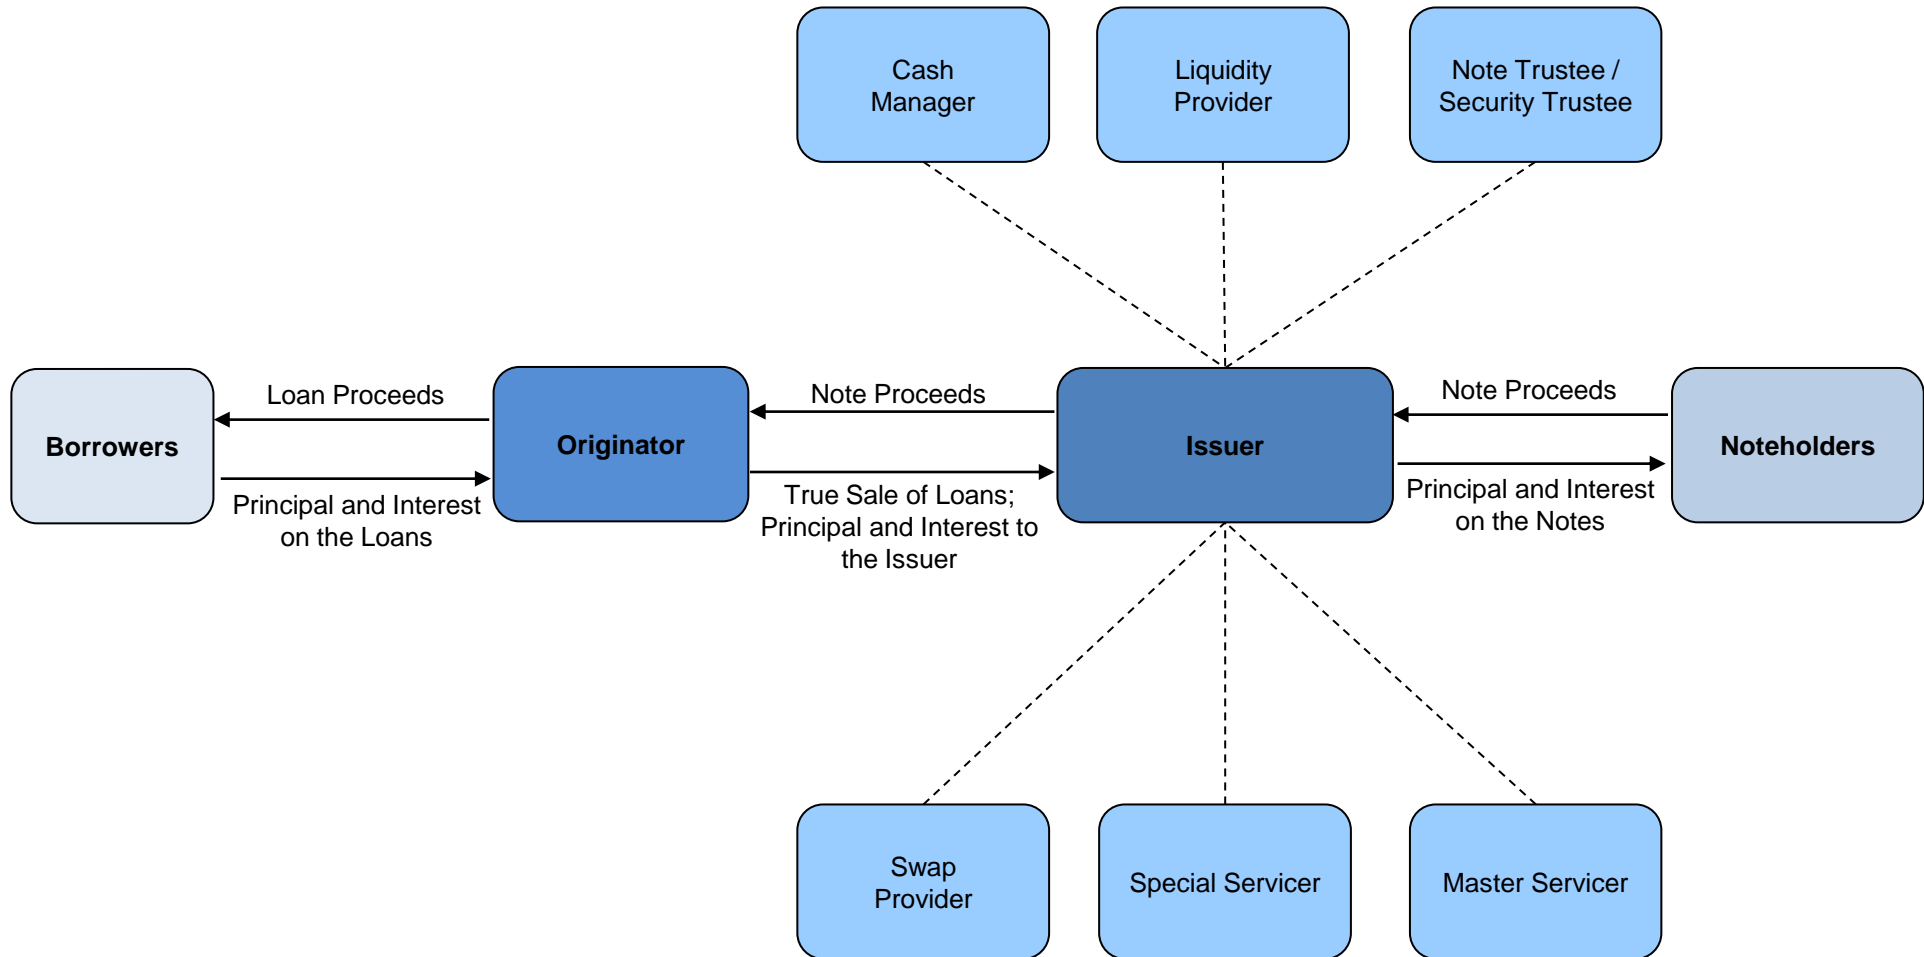 Cash
Manager
Liquidity
Provider
Note Trustee /
Security Trustee
Borrowers
Loan Proceeds
Principal and Interest
on the Loans
Originator
Note Proceeds
True Sale of Loans;
Principal and Interest to
the Issuer
Issuer
Note Proceeds
Principal and Interest
on the Notes
Noteholders
Swap
Provider
Special Servicer
Master Servicer